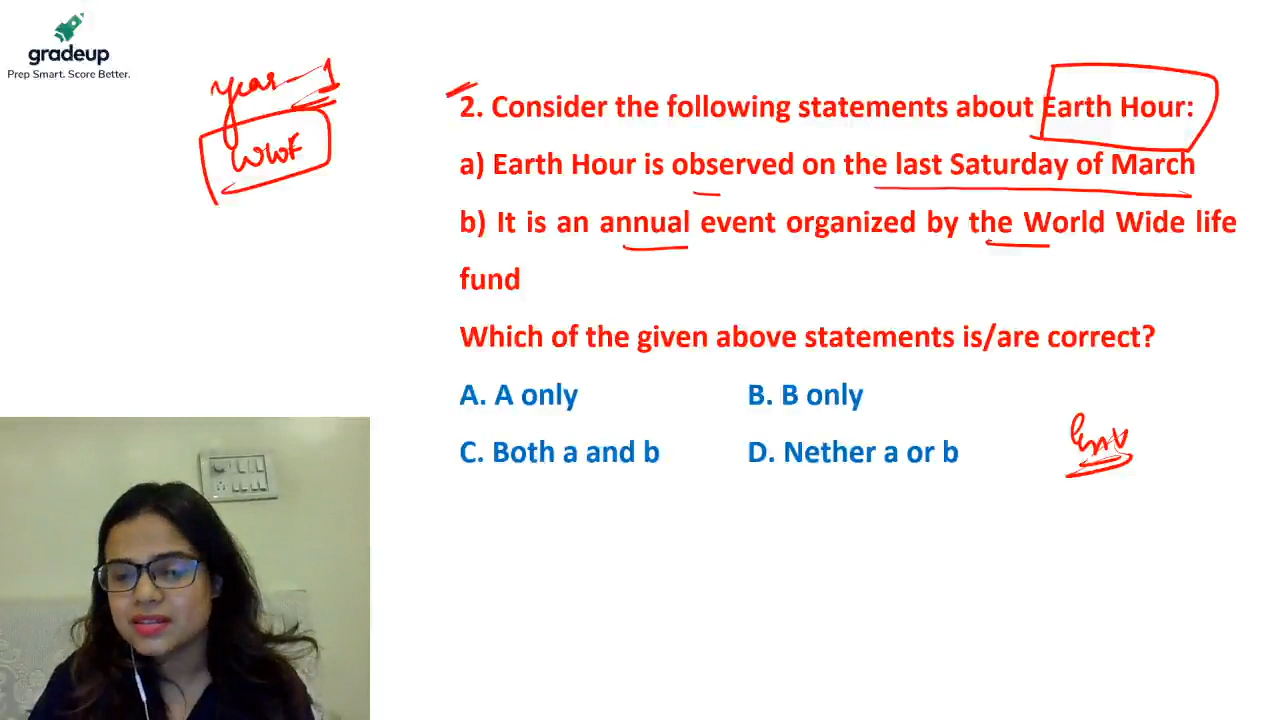 gradeup
Prep Smart. Score Better.
year - 1
WWF
2. Consider the following statements about Earth Hour:
a) Earth Hour is observed on the last Saturday of March
b) It is an annual event organized by the World Wide life
fund
Which of the given above statements is/are correct?
A. A only
B. B only
C. Both a and b
D. Nether a or b
Env